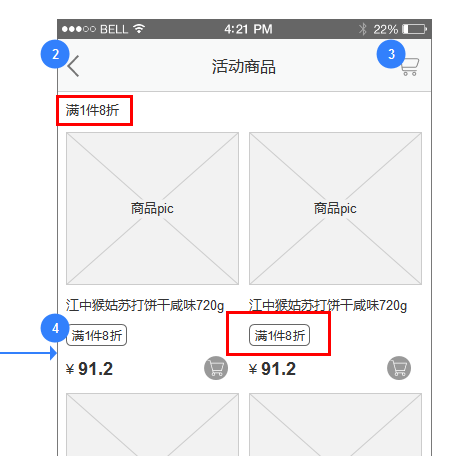 ●●●○○ BELL 4:21 PM 22%
2 活动商品 3
满1件8折
商品pic 商品pic
江中猴姑苏打饼干咸味720g 江中猴姑苏打饼干咸味720g
4 满1件8折 满1件8折
¥ 91.2 ¥ 91.2